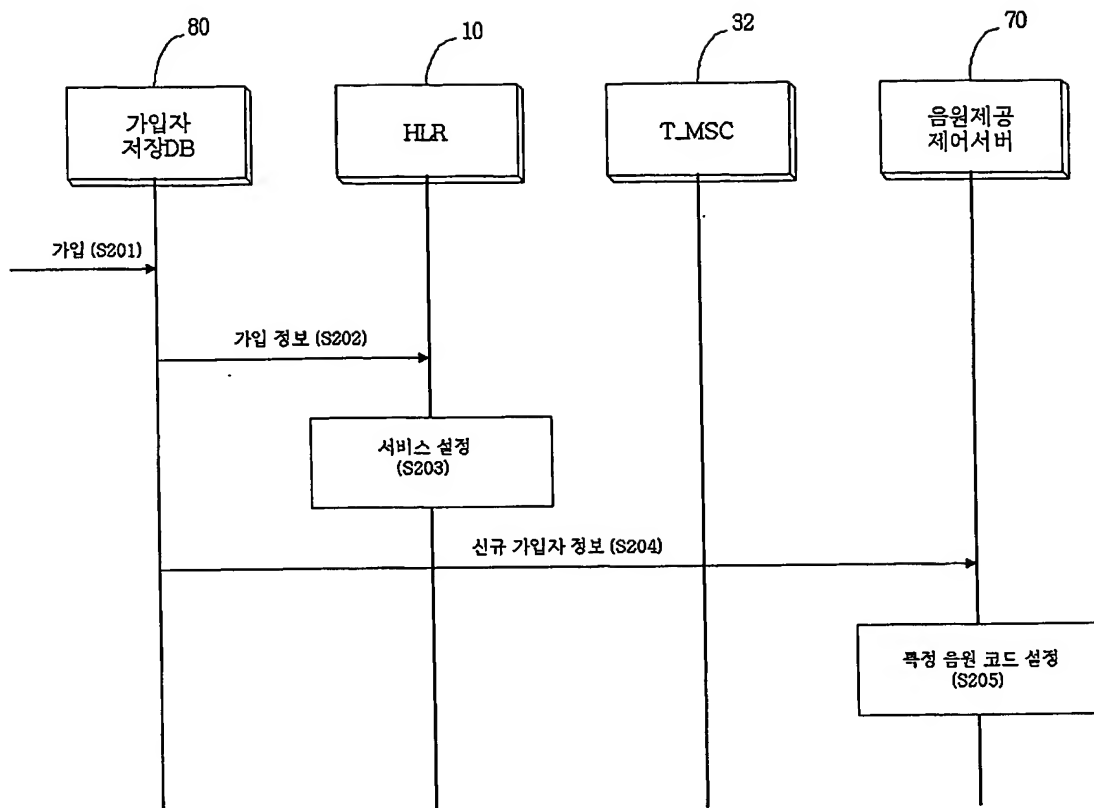 80
10
32
70
가입자
저장DB
HLR
T_MSC
음원제공
제어서버
가입 (S201)
가입 정보 (S202)
서비스 설정
(S203)
신규 가입자 정보 (S204)
특정 음원 코드 설정
(S205)